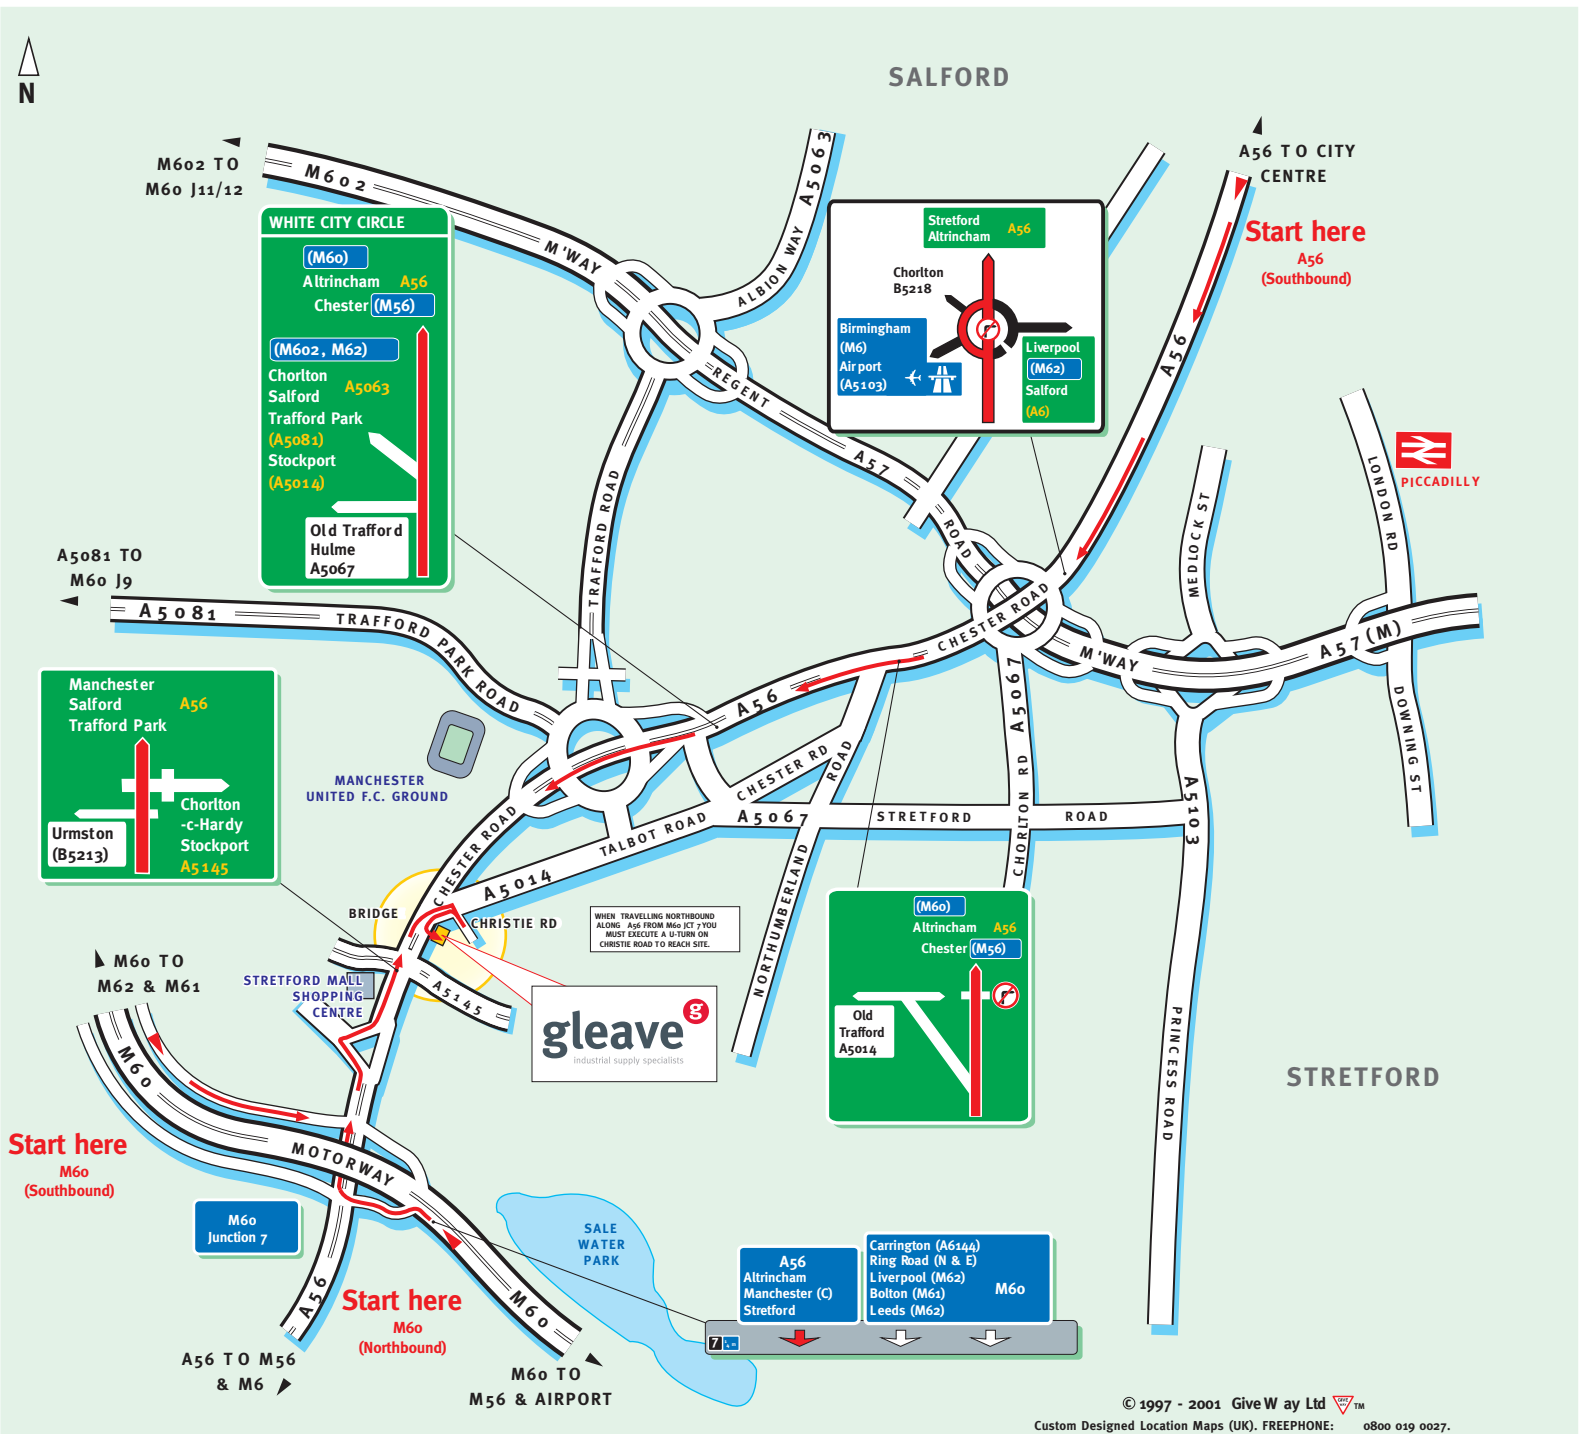 N
SALFORD
M602 TO
M60 J11/12
M602
M'WAY
ALBION WAY
A5063
A56 TO CITY
CENTRE
Start here
A56
(Southbound)
WHITE CITY CIRCLE
(M60)
Altrincham A56
Chester (M56)
(M602, M62)
Chorlton
Salford
A5063
Trafford Park
(A5081)
Stockport
(A5014)
Old Trafford
Hulme
A5067
Stretford
Altrincham
A56
Chorlton
B5218
Birmingham
(M6)
Airport
(A5103)
Liverpool
(M62)
Salford
(A6)
A56
REGENT
A57
ROAD
TRAFFORD ROAD
MEDLOCK ST
LONDON RD
PICCADILLY
A5081 TO
M60 J9
A5081
TRAFFORD PARK ROAD
CHESTER ROAD
M'WAY
A57(M)
DOWNING ST
Manchester
Salford
A56
Trafford Park
Chorlton
-c-Hardy
Stockport
A5145
Urmston
(B5213)
MANCHESTER
UNITED F.C. GROUND
A56
A5067
CHORLTON RD
CHESTER RD
NORTHUMBERLAND
ROAD
A5067
STRETFORD
ROAD
A5103
PRINCESS ROAD
TALBOT ROAD
A5014
CHESTER ROAD
BRIDGE
CHRISTIE RD
WHEN TRAVELLING NORTHBOUND
ALONG A56 FROM M60 JCT 7 YOU
MUST EXECUTE A U-TURN ON
CHRISTIE ROAD TO REACH SITE.
(M60)
Altrincham A56
Chester (M56)
Old
Trafford
A5014
M60 TO
M62 & M61
STRETFORD MALL
SHOPPING
CENTRE
A5145
gleave
g
industrial supply specialists
STRETFORD
M60
MOTORWAY
Start here
M60
(Southbound)
M60
Junction 7
A56
Start here
M60
(Northbound)
M60
SALE
WATER
PARK
A56
Altrincham
Manchester (C)
Stretford
Carrington (A6144)
Ring Road (N & E)
Liverpool (M62)
Bolton (M61)
Leeds (M62)
M60
7
A56 TO M56
& M6
M60 TO
M56 & AIRPORT
© 1997 - 2001 Give W ay Ltd GIVE WAY TM
Custom Designed Location Maps (UK). FREEPHONE: 0800 019 0027.